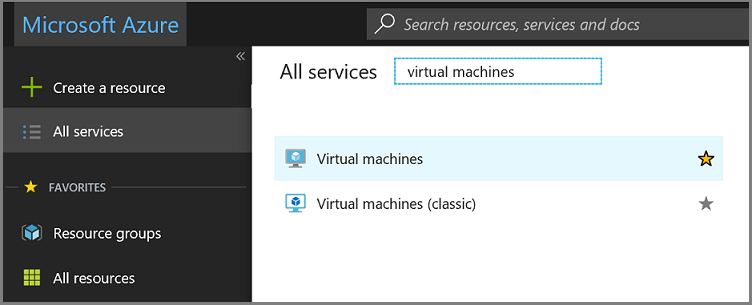 Microsoft Azure
Search resources, services and docs
Create a resource
All services
FAVORITES
Resource groups
All resources
All services
virtual machines
Virtual machines
Virtual machines (classic)